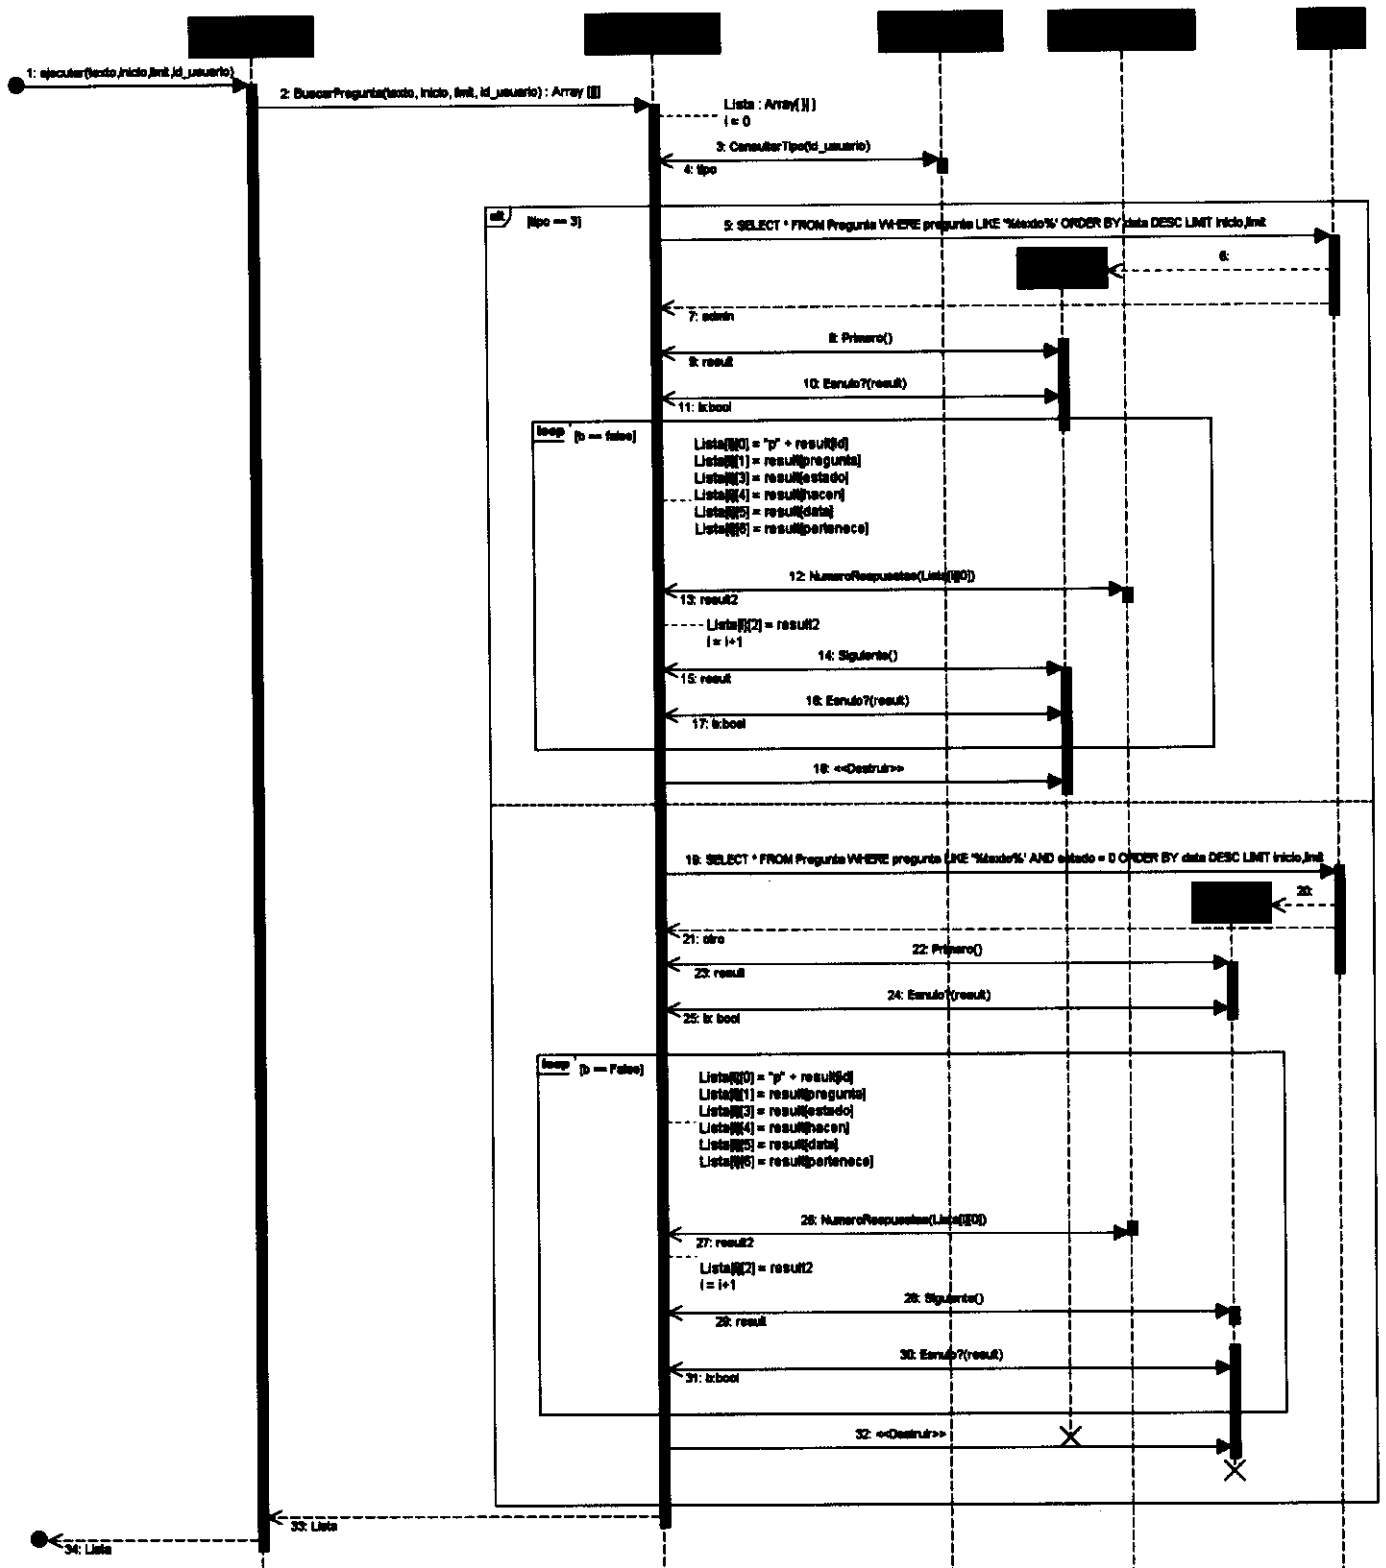 1: ejecutar(texto,inicio,limit,id_usuario)
2: BuscarPregunta(texto, inicio, limit, id_usuario) : Array [][]
Lista : Array[ ][ ]
i = 0
3: ConsultarTipo(id_usuario)
4: tipo
alt
[tipo == 3]
5: SELECT * FROM Pregunta WHERE pregunta LIKE '%texto%' ORDER BY data DESC LIMIT inicio,limit
6:
7: admin
8: Primero()
9: result
10: Esnulo?(result)
11: b:bool
loop
[b == false]
Lista[i][0] = "p" + result[id]
Lista[i][1] = result[pregunta]
Lista[i][3] = result[estado]
Lista[i][4] = result[hacen]
Lista[i][5] = result[data]
Lista[i][6] = result[pertenece]
12: NumeroRespuestas(Lista[i][0])
13: result2
Lista[i][2] = result2
i = i+1
14: Siguiente()
15: result
16: Esnulo?(result)
17: b:bool
18: <<Destruir>>
19: SELECT * FROM Pregunta WHERE pregunta LIKE '%texto%' AND estado = 0 ORDER BY data DESC LIMIT inicio,limit
20:
21: otro
22: Primero()
23: result
24: Esnulo?(result)
25: b: bool
loop
[b == False]
Lista[i][0] = "p" + result[id]
Lista[i][1] = result[pregunta]
Lista[i][3] = result[estado]
Lista[i][4] = result[hacen]
Lista[i][5] = result[data]
Lista[i][6] = result[pertenece]
26: NumeroRespuestas(Lista[i][0])
27: result2
Lista[i][2] = result2
i = i+1
28: Siguiente()
29: result
30: Esnulo?(result)
31: b:bool
32: <<Destruir>>
33: Lista
34: Lista